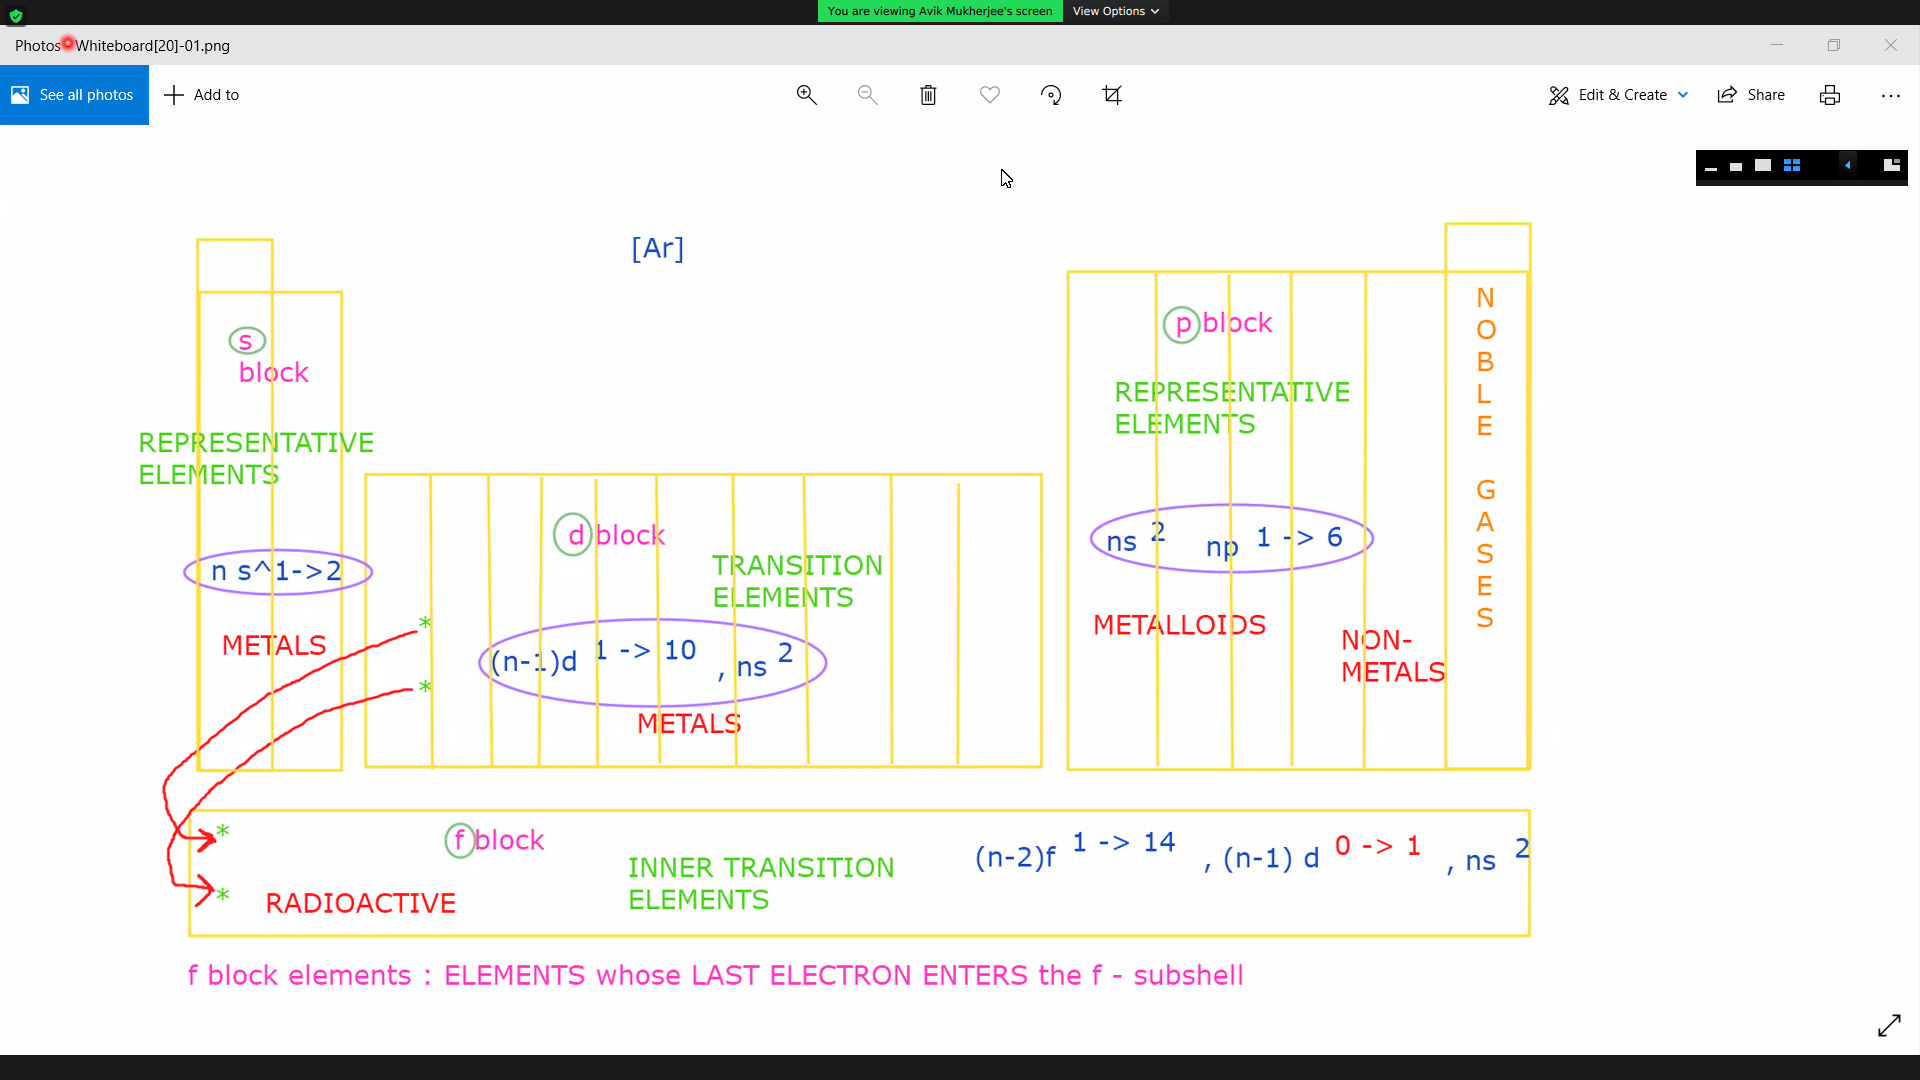 You are viewing Avik Mukherjee's screen View Options
Photos Whiteboard[20]-01.png
See all photos Add to Edit & Create Share
[Ar]
s
block
REPRESENTATIVE
ELEMENTS
n s^1->2
METALS
d block
TRANSITION
ELEMENTS
(n-1)d 1 -> 10 , ns 2
METALS
*
*
p block
REPRESENTATIVE
ELEMENTS
ns 2 np 1 -> 6
METALLOIDS
NON-
METALS
NOBLE GASES
*
*
f block
RADIOACTIVE
INNER TRANSITION
ELEMENTS
(n-2)f 1 -> 14 , (n-1) d 0 -> 1 , ns 2
f block elements : ELEMENTS whose LAST ELECTRON ENTERS the f - subshell